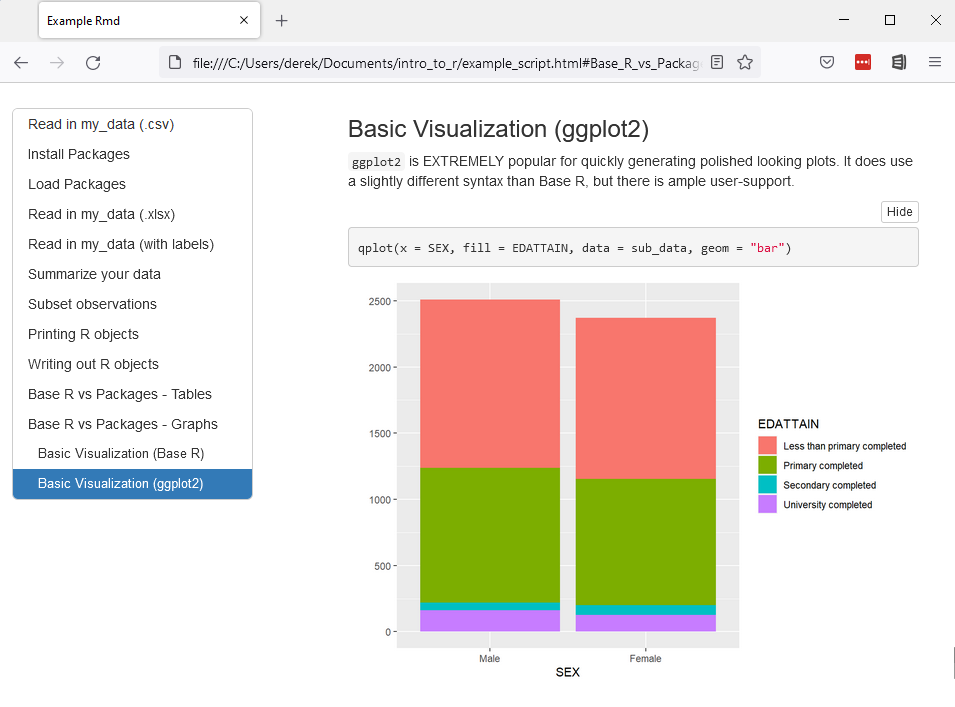 Example Rmd
file:///C:/Users/derek/Documents/intro_to_r/example_script.html#Base_R_vs_Packag
Read in my_data (.csv)
Install Packages
Load Packages
Read in my_data (.xlsx)
Read in my_data (with labels)
Summarize your data
Subset observations
Printing R objects
Writing out R objects
Base R vs Packages - Tables
Base R vs Packages - Graphs
Basic Visualization (Base R)
Basic Visualization (ggplot2)
Basic Visualization (ggplot2)
ggplot2 is EXTREMELY popular for quickly generating polished looking plots. It does use
a slightly different syntax than Base R, but there is ample user-support.
Hide
qplot(x = SEX, fill = EDATTAIN, data = sub_data, geom = "bar")
2500
2000
1500
1000
500
0
Male Female
SEX
EDATTAIN
Less than primary completed
Primary completed
Secondary completed
University completed